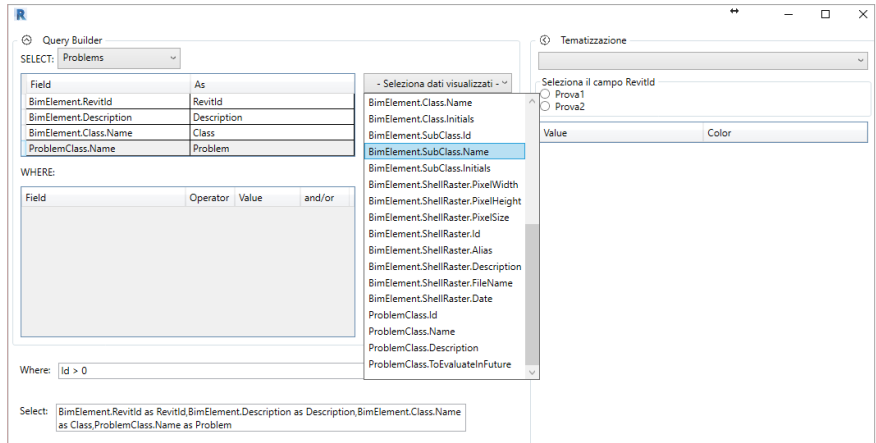 R
Query Builder
SELECT: Problems
Field As
BimElement.RevitId RevitId
BimElement.Description Description
BimElement.Class.Name Class
ProblemClass.Name Problem
WHERE:
Field Operator Value and/or
Where: Id > 0
Select: BimElement.RevitId as RevitId,BimElement.Description as Description,BimElement.Class.Name
as Class,ProblemClass.Name as Problem
- Seleziona dati visualizzati -
BimElement.Class.Name
BimElement.Class.Initials
BimElement.SubClass.Id
BimElement.SubClass.Name
BimElement.SubClass.Initials
BimElement.ShellRaster.PixelWidth
BimElement.ShellRaster.PixelHeight
BimElement.ShellRaster.PixelSize
BimElement.ShellRaster.Id
BimElement.ShellRaster.Alias
BimElement.ShellRaster.Description
BimElement.ShellRaster.FileName
BimElement.ShellRaster.Date
ProblemClass.Id
ProblemClass.Name
ProblemClass.Description
ProblemClass.ToEvaluateInFuture
Tematizzazione
Seleziona il campo RevitId
Prova1
Prova2
Value Color